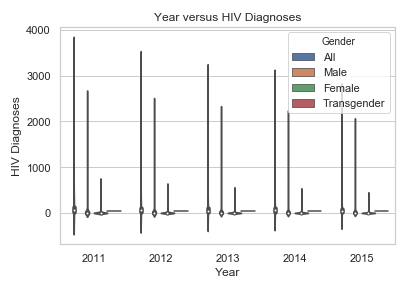 Year versus HIV Diagnoses
4000
3000
2000
1000
0
HIV Diagnoses
Gender
All
Male
Female
Transgender
2011 2012 2013 2014 2015
Year